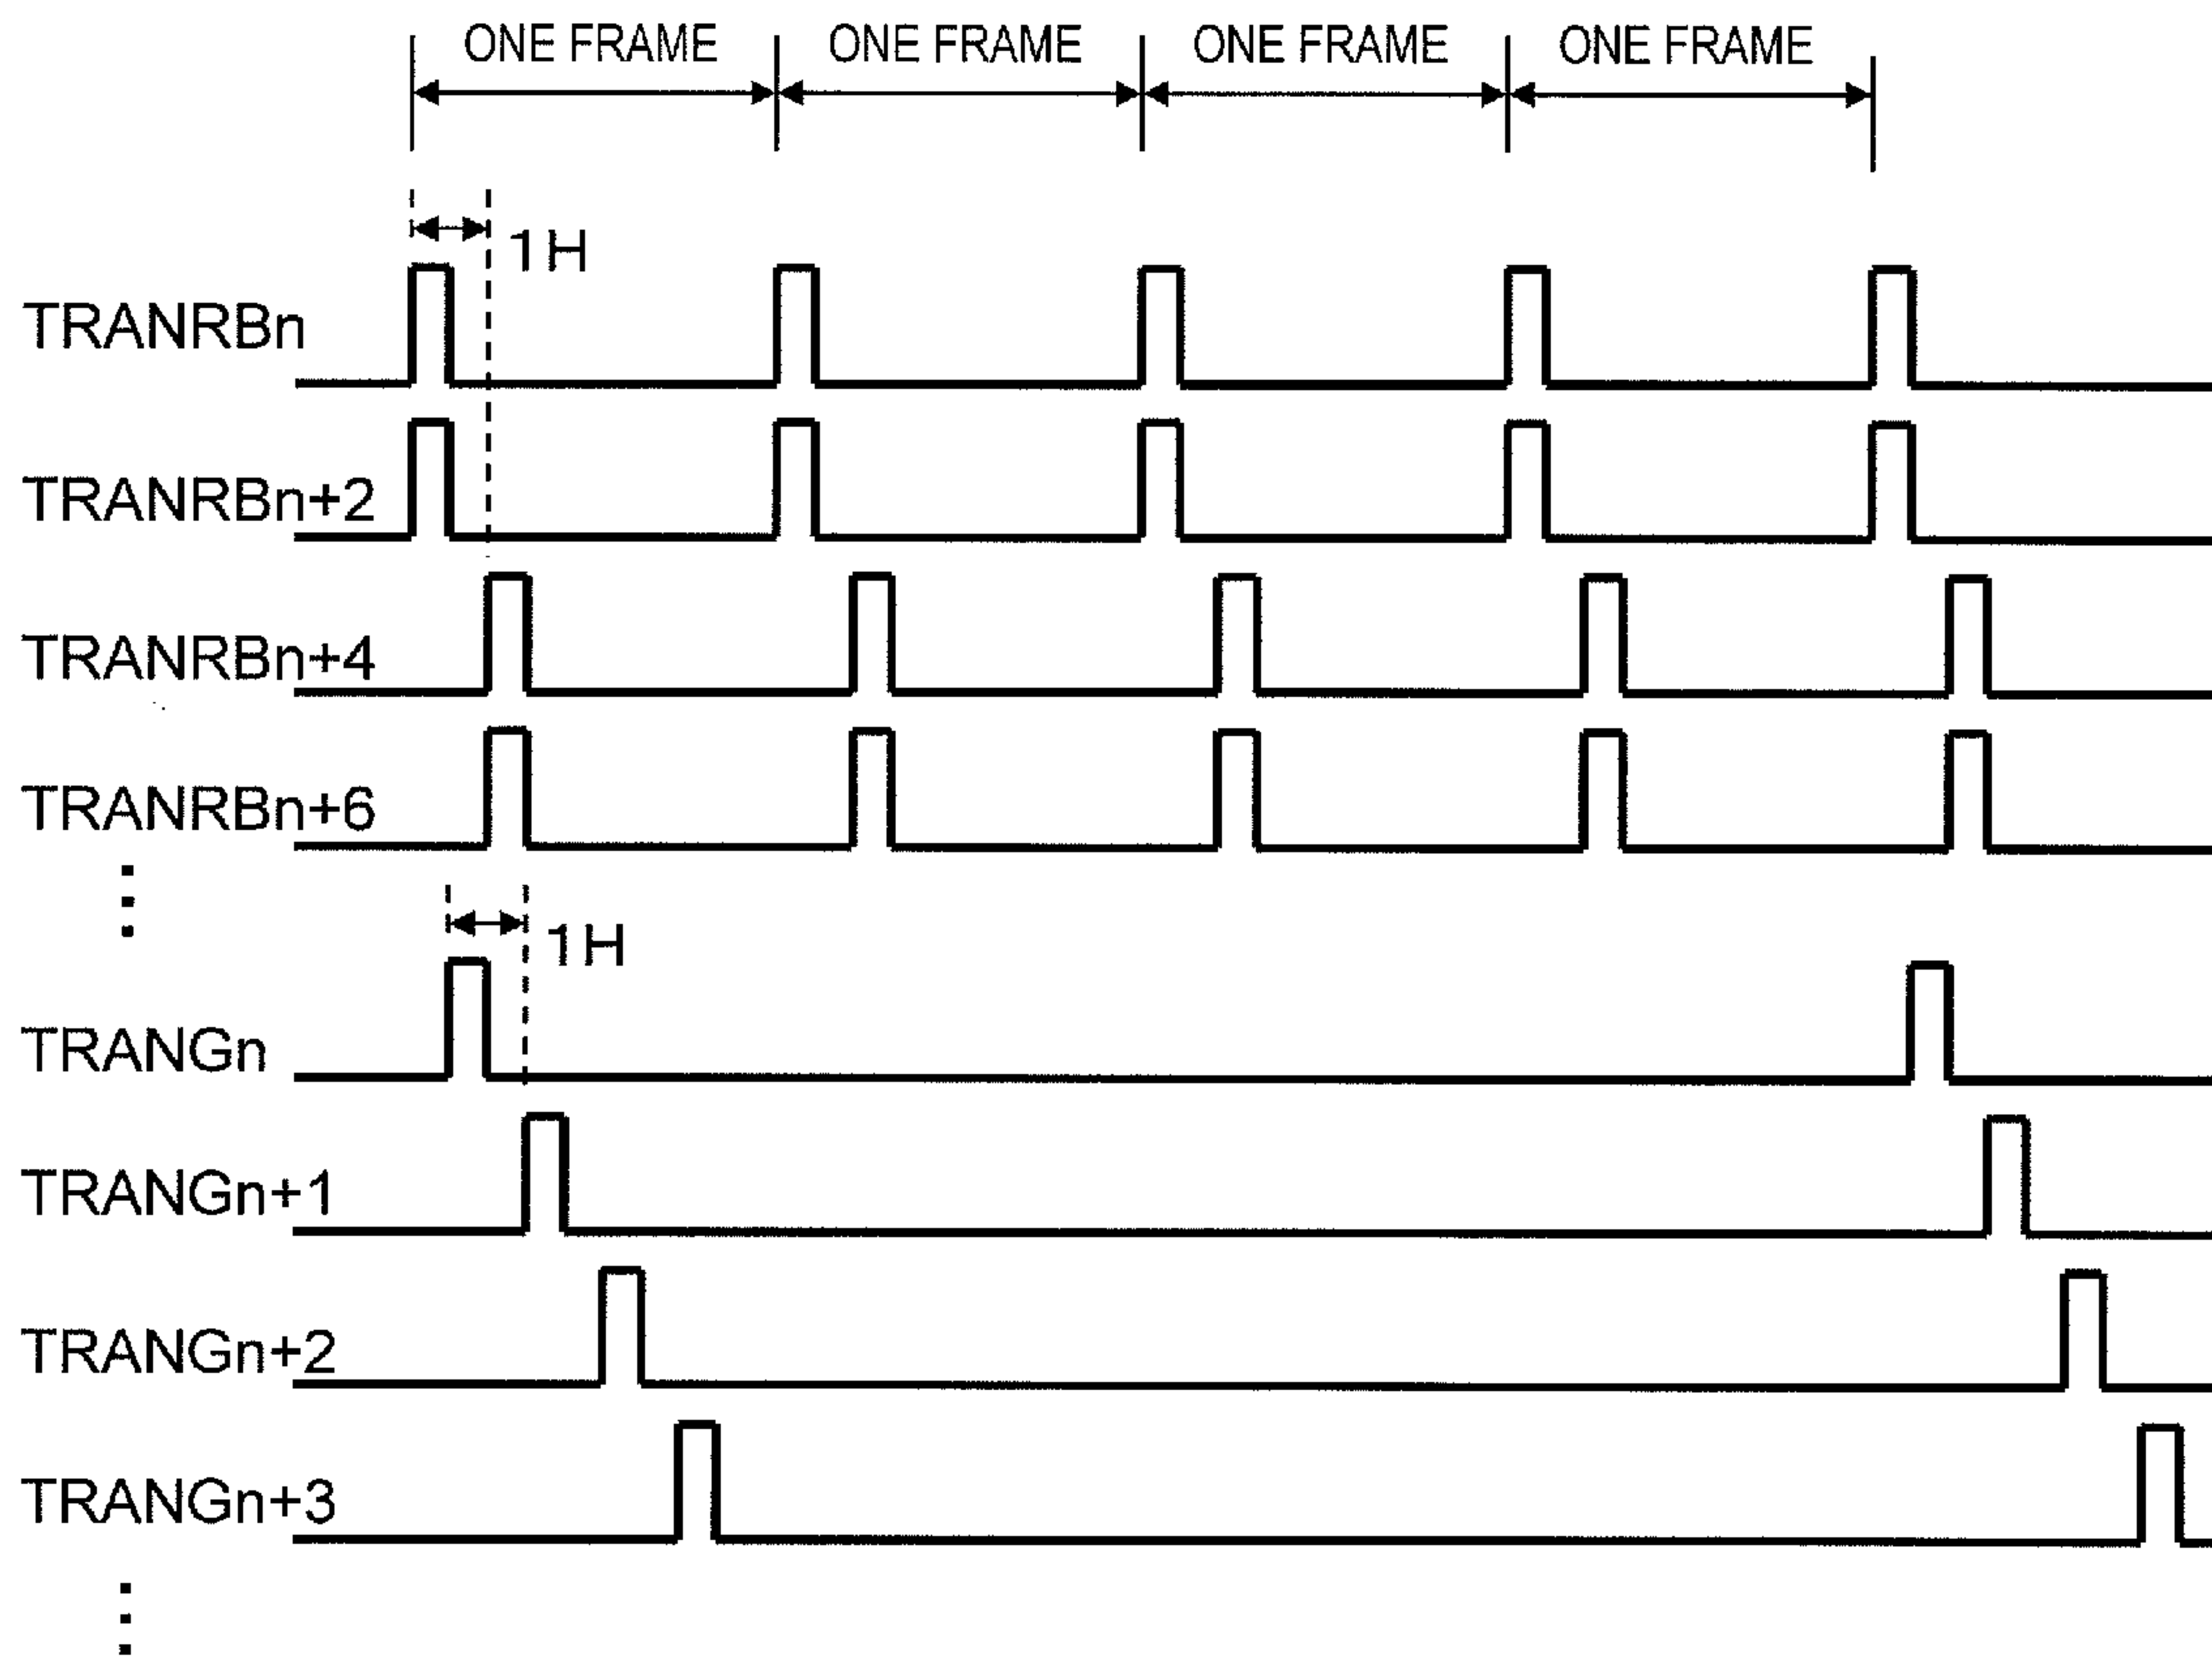 ONE FRAME ONE FRAME ONE FRAME ONE FRAME
1H
TRANRBn
TRANRBn+2
TRANRBn+4
TRANRBn+6
1H
TRANGn
TRANGn+1
TRANGn+2
TRANGn+3